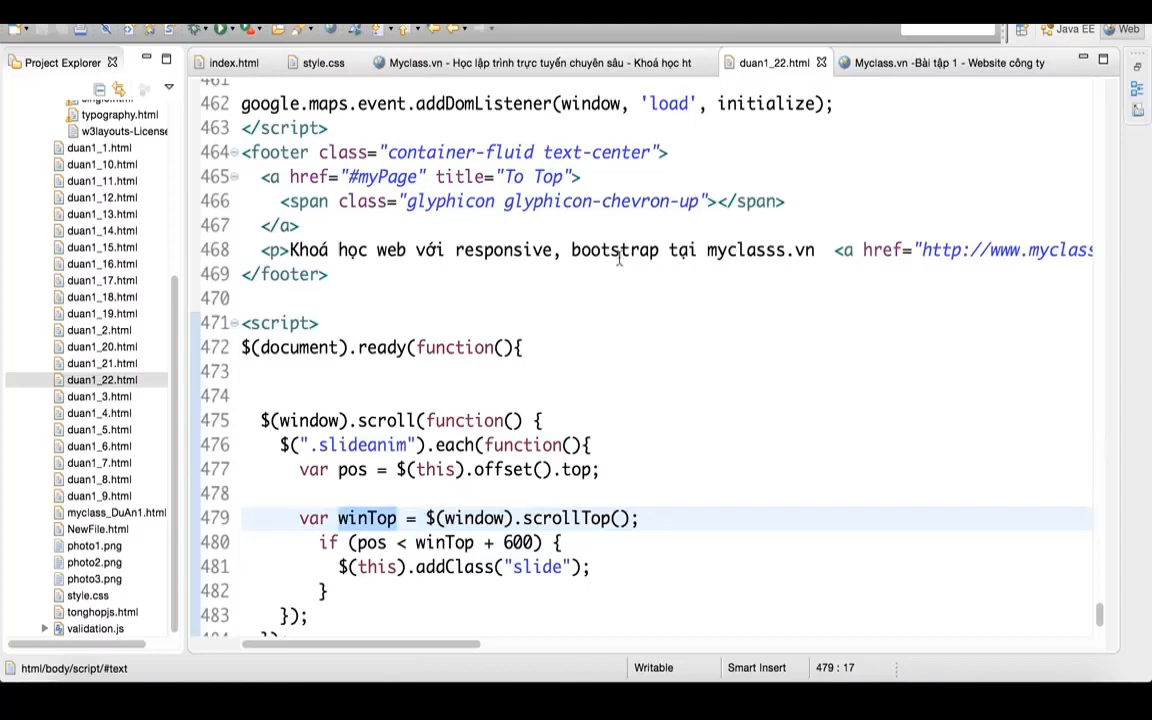 Java EE
Web
Project Explorer
index.html
style.css
Myclass.vn - Học lập trình trực tuyến chuyên sâu - Khoá học ht
duan1_22.html
Myclass.vn -Bài tập 1 - Website công ty
typography.html
w3layouts-License
duan1_1.html
duan1_10.html
duan1_11.html
duan1_12.html
duan1_13.html
duan1_14.html
duan1_15.html
duan1_16.html
duan1_17.html
duan1_18.html
duan1_19.html
duan1_2.html
duan1_20.html
duan1_21.html
duan1_22.html
duan1_3.html
duan1_4.html
duan1_5.html
duan1_6.html
duan1_7.html
duan1_8.html
duan1_9.html
myclass_DuAn1.html
NewFile.html
photo1.png
photo2.png
photo3.png
style.css
tonghopjs.html
validation.js
461
462 google.maps.event.addDomListener(window, 'load', initialize);
463 </script>
464 <footer class="container-fluid text-center">
465 <a href="#myPage" title="To Top">
466 <span class="glyphicon glyphicon-chevron-up"></span>
467 </a>
468 <p>Khoá học web với responsive, bootstrap tại myclasss.vn <a href="http://www.myclass
469 </footer>
470
471 <script>
472 $(document).ready(function(){
473
474
475 $(window).scroll(function() {
476 $(".slideanim").each(function(){
477 var pos = $(this).offset().top;
478
479 var winTop = $(window).scrollTop();
480 if (pos < winTop + 600) {
481 $(this).addClass("slide");
482 }
483 });
html/body/script/#text
Writable
Smart Insert
479 : 17